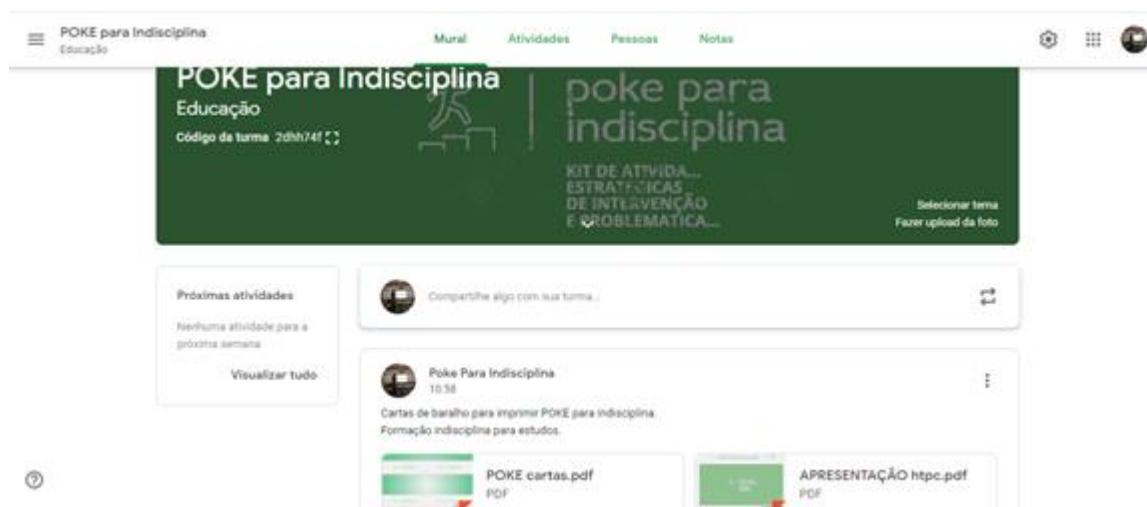 POKE para Indisciplina
Educação
Mural Atividades Pessoas Notas
POKE para Indisciplina
Educação
Código da turma 2dhh74f
poke para
indisciplina
KIT DE ATIVIDA...
ESTRATÉGICAS
DE INTERVENÇÃO
E PROBLEMATICA...
Selecionar tema
Fazer upload da foto
Próximas atividades
Nenhuma atividade para a
próxima semana
Visualizar tudo
Compartilhe algo com sua turma...
Poke Para Indisciplina
10:58
Cartas de baralho para imprimir POKE para Indisciplina.
Formação indisciplina para estudos.
POKE cartas.pdf
PDF
APRESENTAÇÃO htpc.pdf
PDF